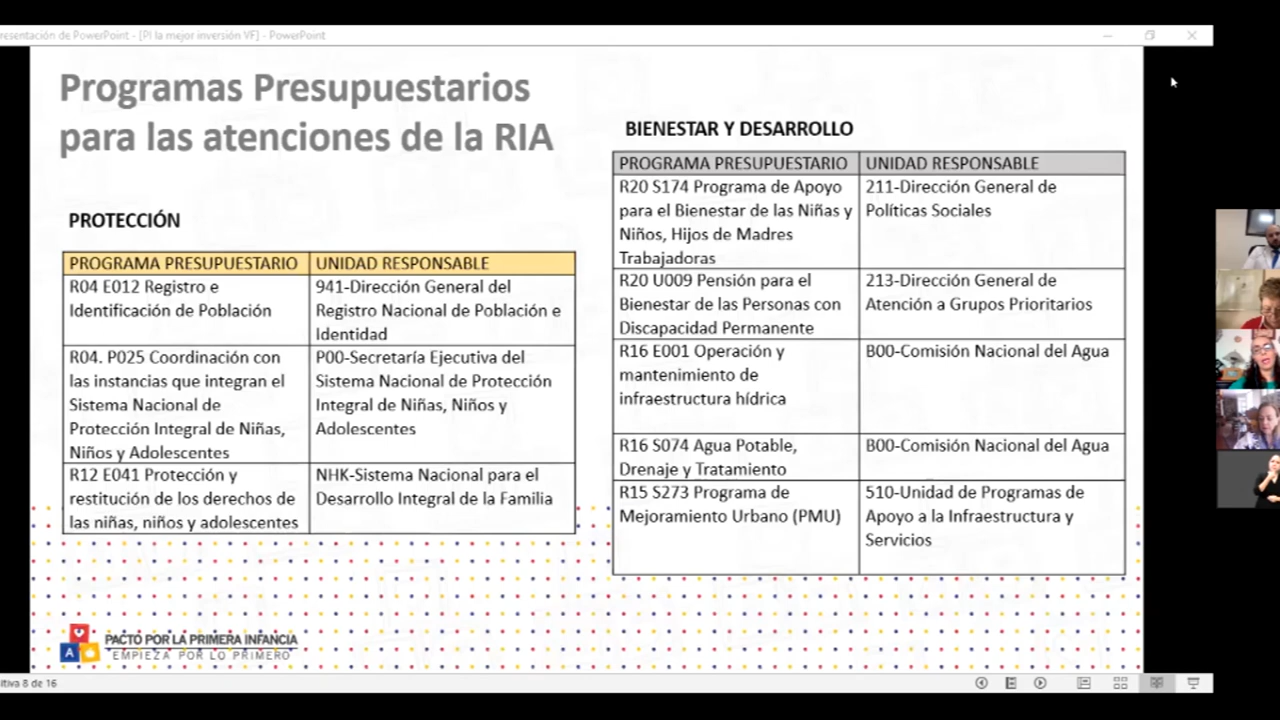 resentación de PowerPoint - [PI la mejor inversión VF] - PowerPoint
Programas Presupuestarios
para las atenciones de la RIA
PROTECCIÓN
PROGRAMA PRESUPUESTARIO
UNIDAD RESPONSABLE
R04 E012 Registro e
Identificación de Población
941-Dirección General del
Registro Nacional de Población e
Identidad
R04. P025 Coordinación con
las instancias que integran el
Sistema Nacional de
Protección Integral de Niñas,
Niños y Adolescentes
P00-Secretaría Ejecutiva del
Sistema Nacional de Protección
Integral de Niñas, Niños y
Adolescentes
R12 E041 Protección y
restitución de los derechos de
las niñas, niños y adolescentes
NHK-Sistema Nacional para el
Desarrollo Integral de la Familia
BIENESTAR Y DESARROLLO
PROGRAMA PRESUPUESTARIO
UNIDAD RESPONSABLE
R20 S174 Programa de Apoyo
para el Bienestar de las Niñas y
Niños, Hijos de Madres
Trabajadoras
211-Dirección General de
Políticas Sociales
R20 U009 Pensión para el
Bienestar de las Personas con
Discapacidad Permanente
213-Dirección General de
Atención a Grupos Prioritarios
R16 E001 Operación y
mantenimiento de
infraestructura hídrica
B00-Comisión Nacional del Agua
R16 S074 Agua Potable,
Drenaje y Tratamiento
B00-Comisión Nacional del Agua
R15 S273 Programa de
Mejoramiento Urbano (PMU)
510-Unidad de Programas de
Apoyo a la Infraestructura y
Servicios
A
PACTO POR LA PRIMERA INFANCIA
EMPIEZA POR LO PRIMERO
itiva 8 de 16